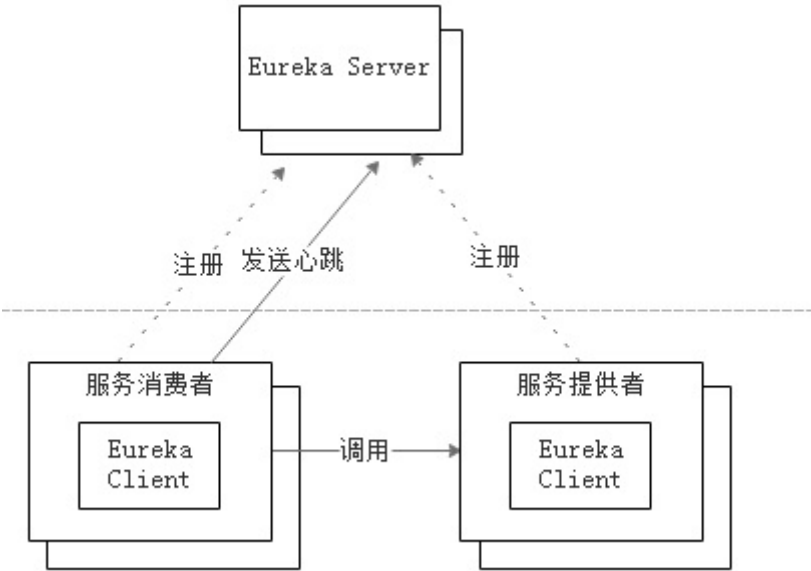 Eureka Server
注册
发送心跳
注册
服务消费者
Eureka
Client
调用
服务提供者
Eureka
Client